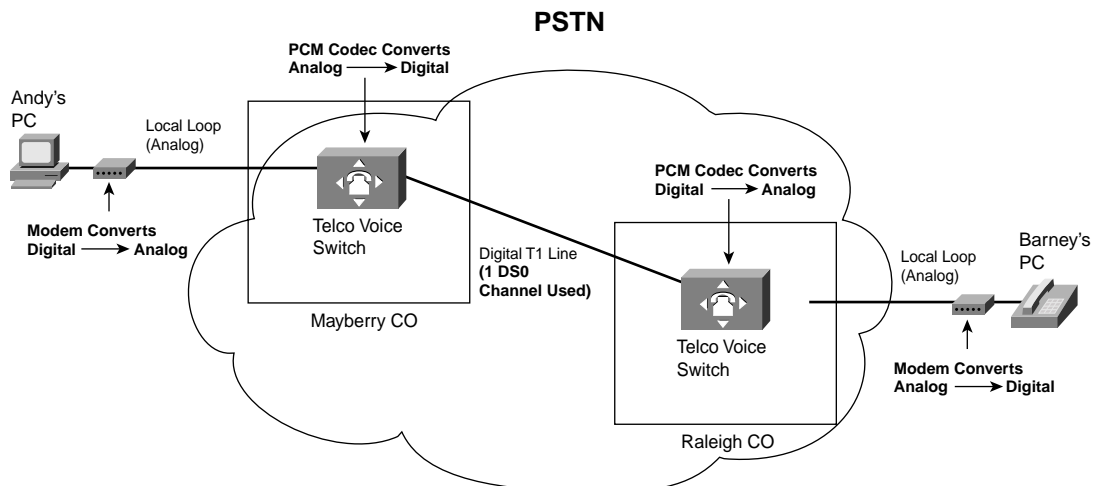 PSTN
PCM Codec Converts
Analog → Digital
Andy's
PC
Local Loop
(Analog)
Modem Converts
Digital → Analog
Telco Voice
Switch
Mayberry CO
Digital T1 Line
(1 DS0
Channel Used)
PCM Codec Converts
Digital → Analog
Telco Voice
Switch
Raleigh CO
Local Loop
(Analog)
Barney's
PC
Modem Converts
Analog → Digital